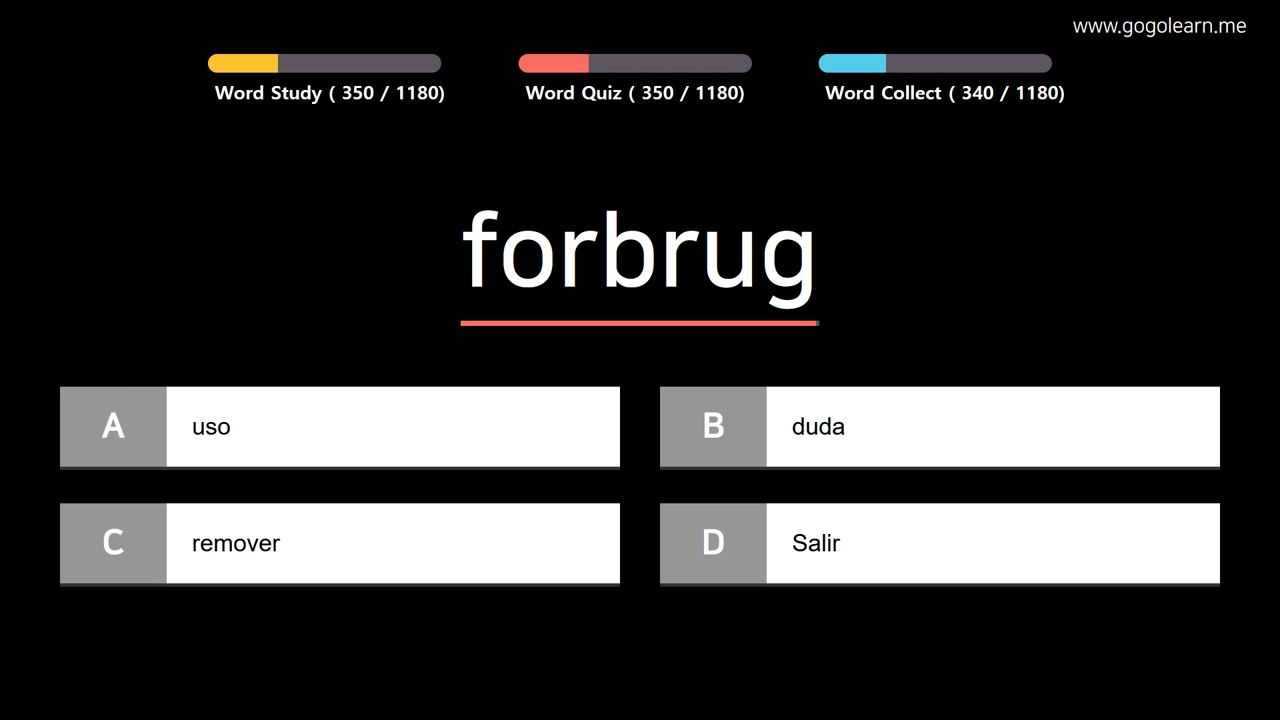 www.gogolearn.me
Word Study ( 350 / 1180)
Word Quiz ( 350 / 1180)
Word Collect ( 340 / 1180)
forbrug
A uso
B duda
C remover
D Salir